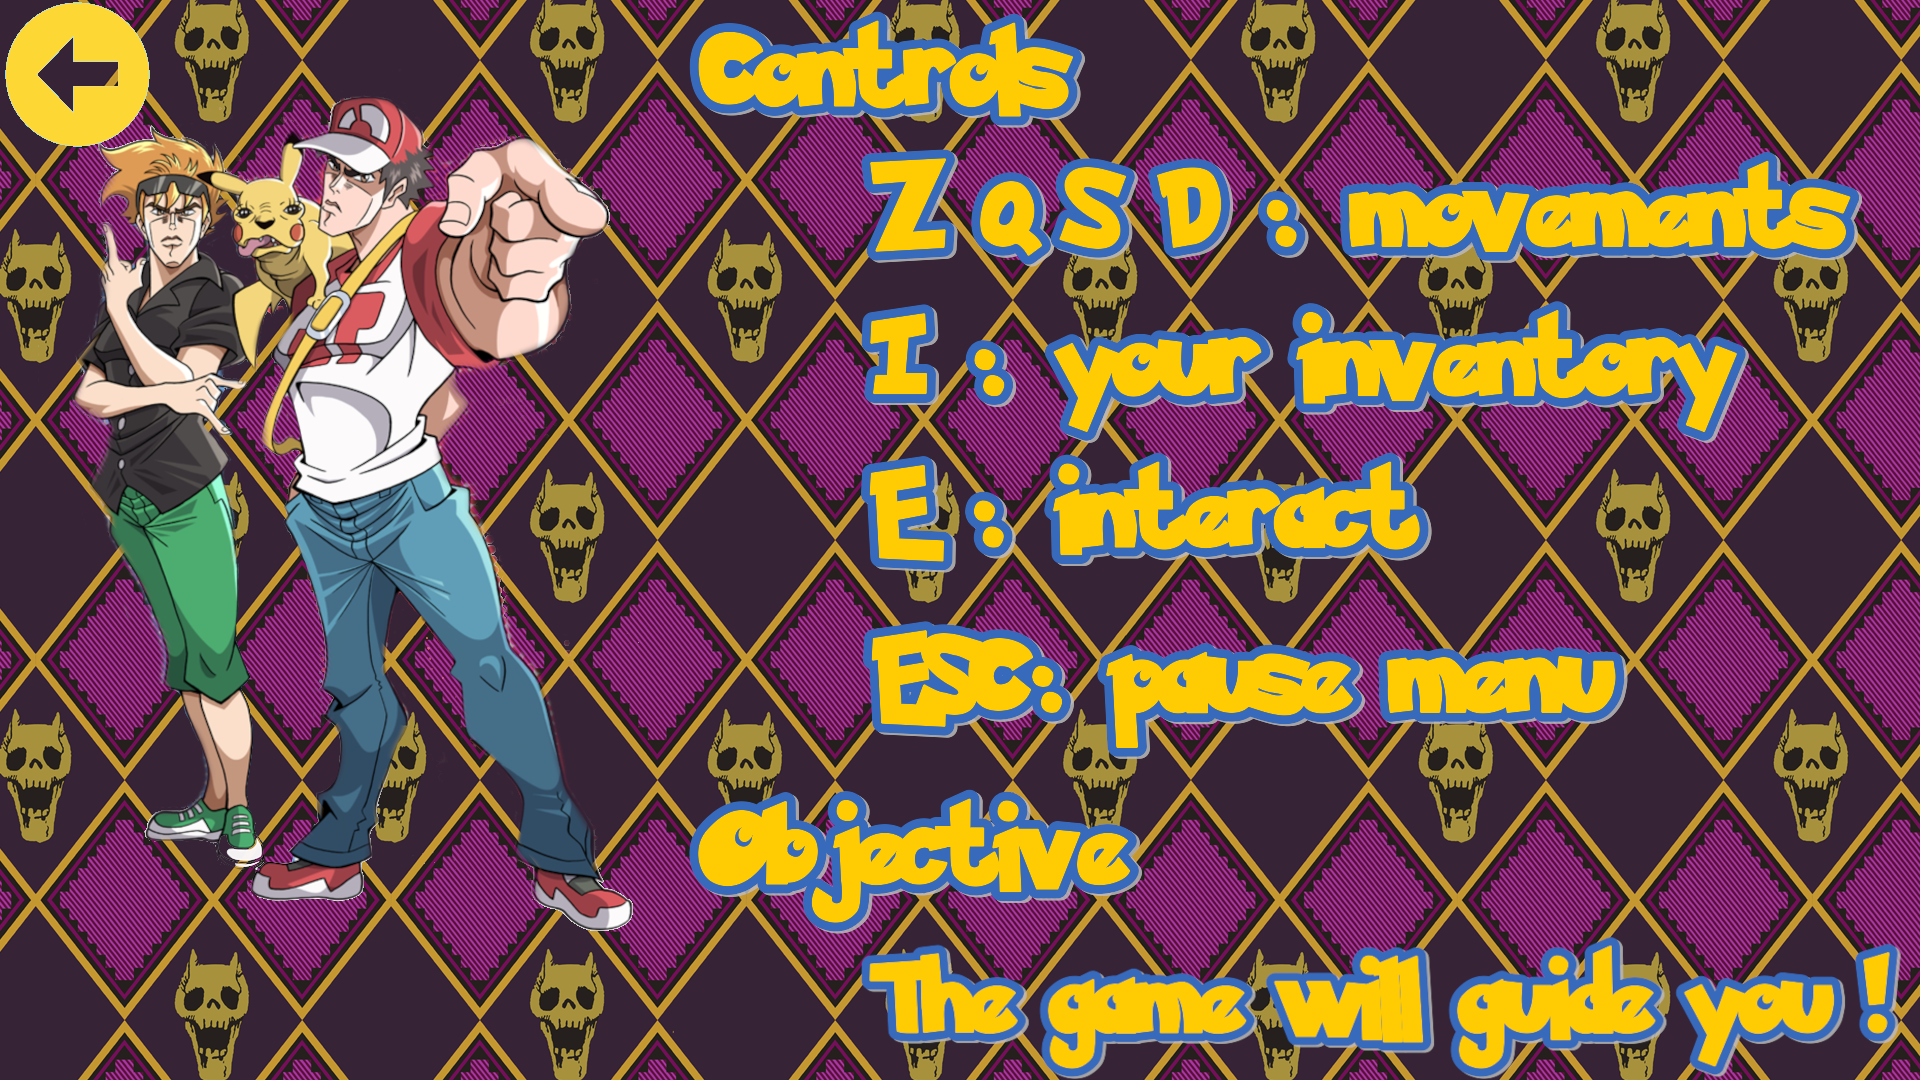 Controls
Z Q S D : movements
I : your inventory
E : interact
ESC: pause menu
Objective
The game will guide you !